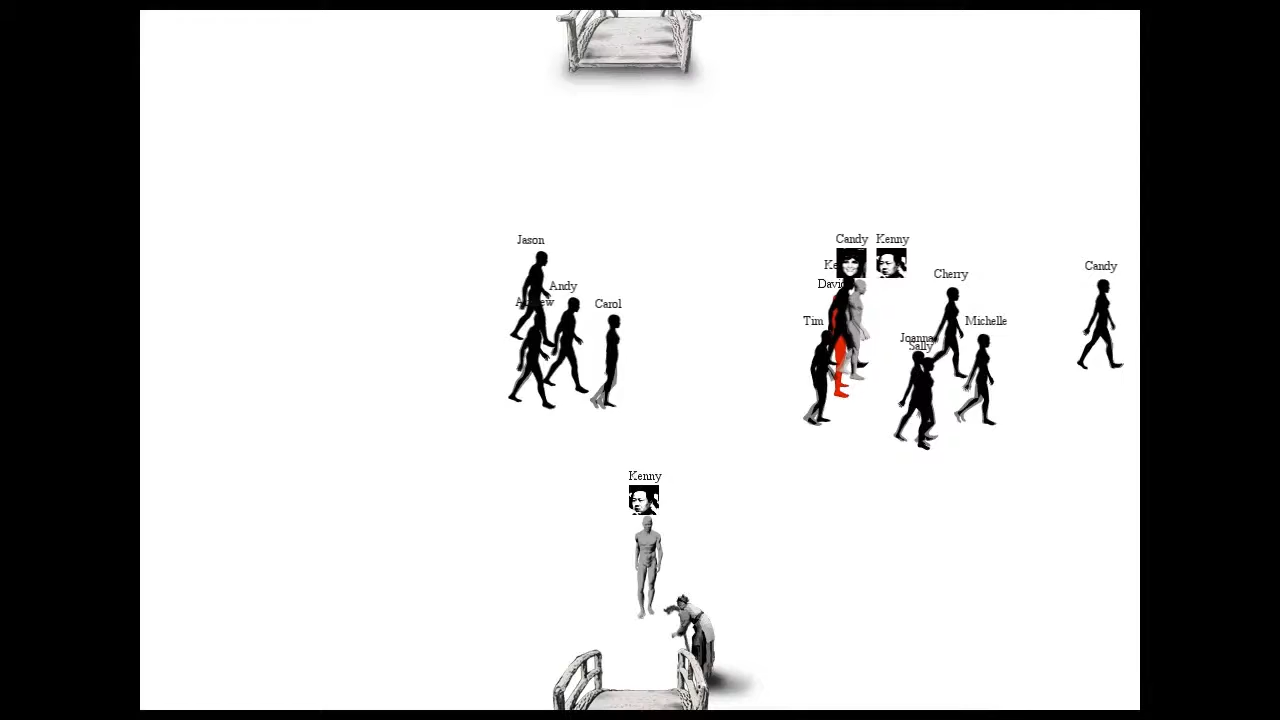 Jason
Candy
Kenny
Candy
Cherry
David
Andy
Carol
Tim
Michelle
Joanna
Sally
Kenny